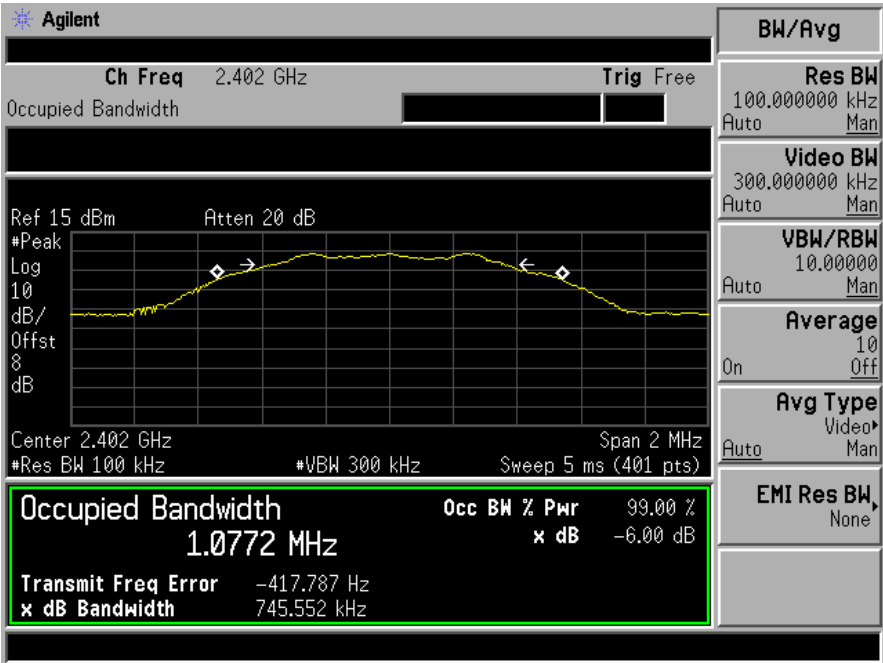 Agilent
BW/Avg
Ch Freq 2.402 GHz Trig Free
Occupied Bandwidth
Res BW
100.000000 kHz
Auto Man
Video BW
300.000000 kHz
Auto Man
VBW/RBW
10.00000
Auto Man
Average
10
On Off
Avg Type
Video
Auto Man
EMI Res BW
None
Ref 15 dBm Atten 20 dB
#Peak
Log
10
dB/
Offst
8
dB
Center 2.402 GHz Span 2 MHz
#Res BW 100 kHz #VBW 300 kHz Sweep 5 ms (401 pts)
Occupied Bandwidth
1.0772 MHz
Occ BW % Pwr 99.00 %
x dB -6.00 dB
Transmit Freq Error -417.787 Hz
x dB Bandwidth 745.552 kHz